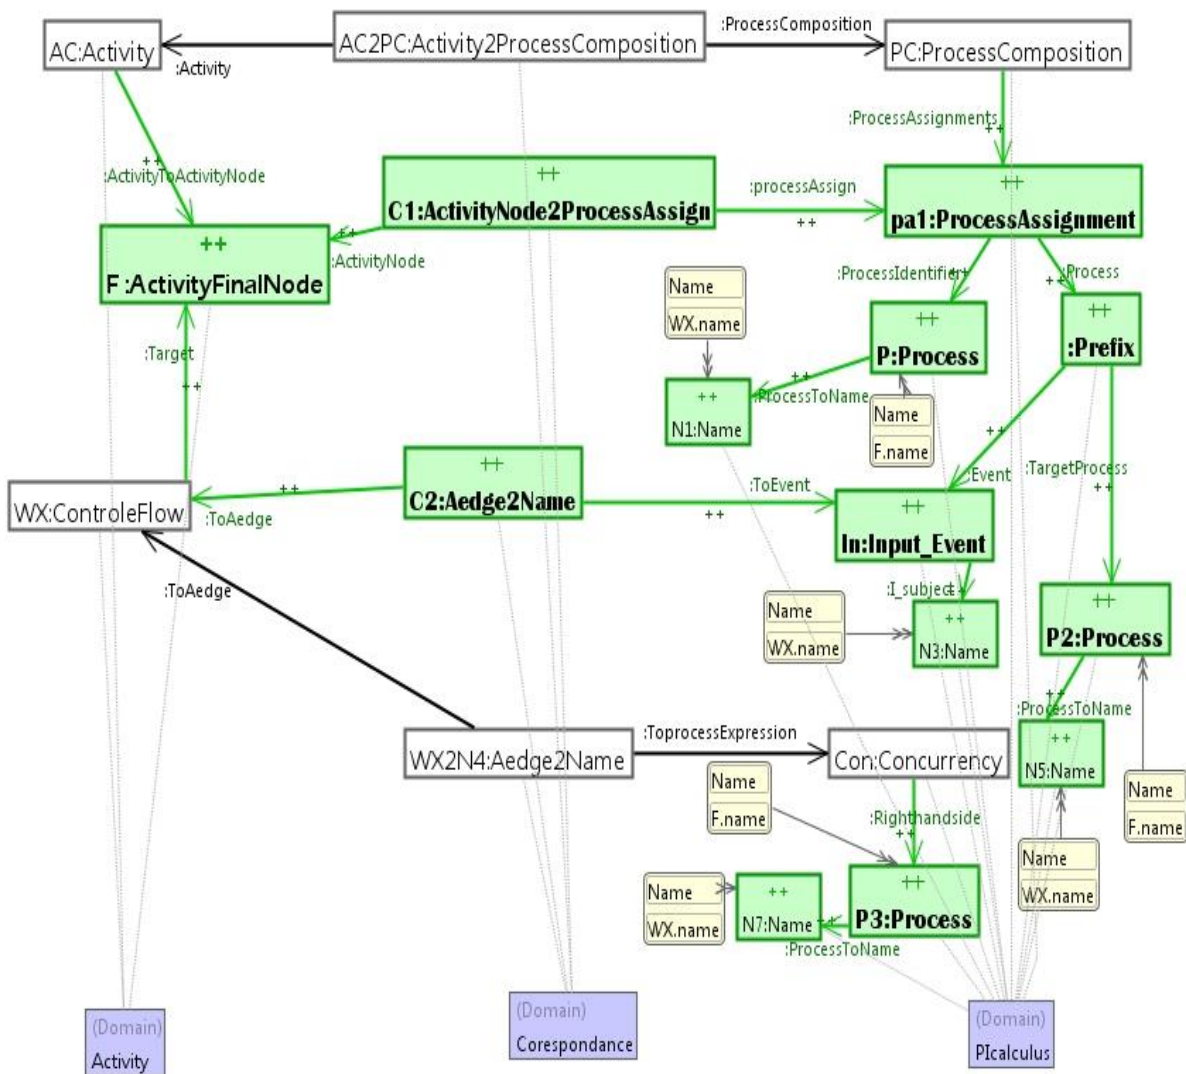 :ProcessComposition
AC:Activity
AC2PC:Activity2ProcessComposition
PC:ProcessComposition
:Activity
:ProcessAssignments
++
++
:ActivityToActivityNode
++
C1:ActivityNode2ProcessAssign
:processAssign
++
++
pa1:ProcessAssignment
++
:ActivityNode
++
F :ActivityFinalNode
:ProcessIdentifier
++
:Process
++
Name
WX.name
++
P:Process
++
:Prefix
:Target
++
++
:ProcessToName
++
N1:Name
Name
F.name
++
:Event
:TargetProcess
++
++
C2:Aedge2Name
++
:ToAedge
:ToEvent
++
WX:ControleFlow
++
In:Input_Event
:ToAedge
:I_subject
++
Name
WX.name
++
N3:Name
++
P2:Process
++
:ProcessToName
:ToprocessExpression
WX2N4:Aedge2Name
Con:Concurrency
++
N5:Name
Name
F.name
Name
F.name
:Righthandside
++
Name
WX.name
++
P3:Process
Name
WX.name
++
N7:Name
++
:ProcessToName
(Domain)
Activity
(Domain)
Corespondance
(Domain)
PIcalculus